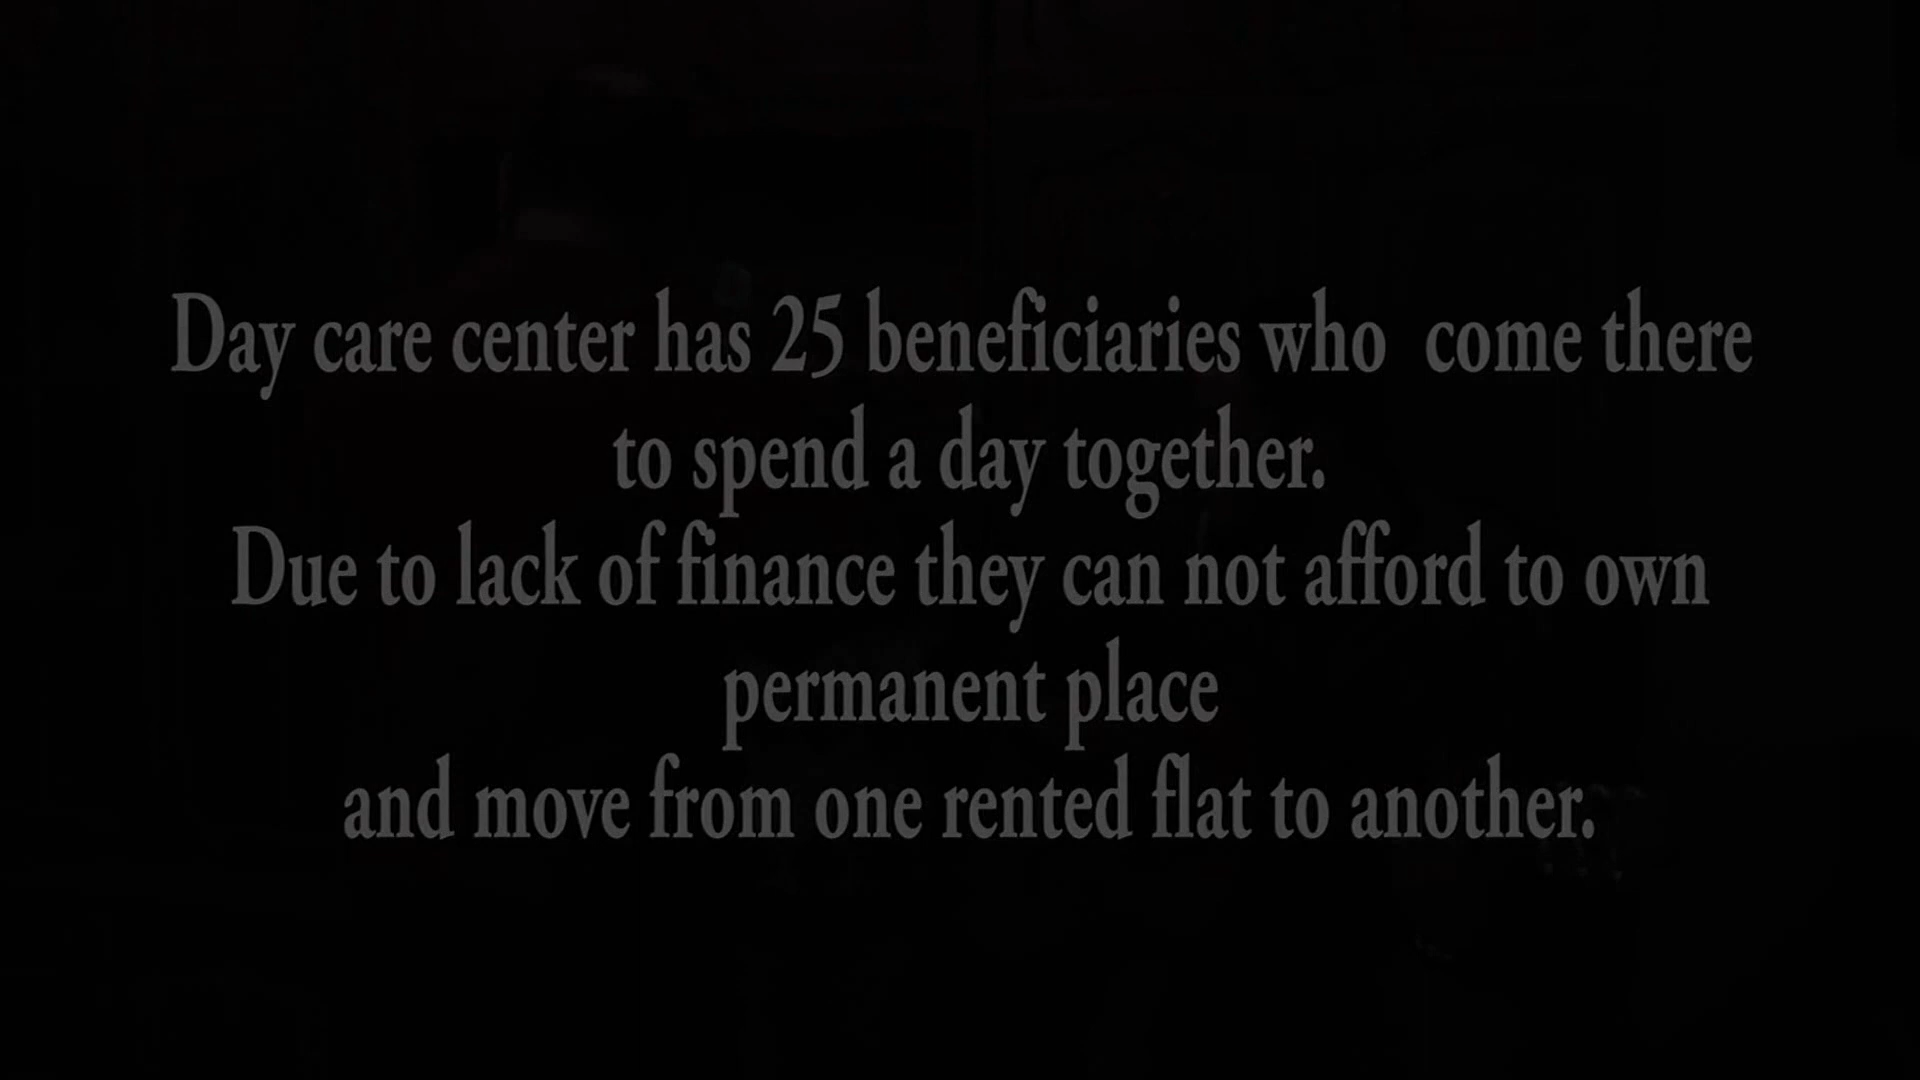 Day care center has 25 beneficiaries who  come there
to spend a day together.
Due to lack of finance they can not afford to own
permanent place
and move from one rented flat to another.